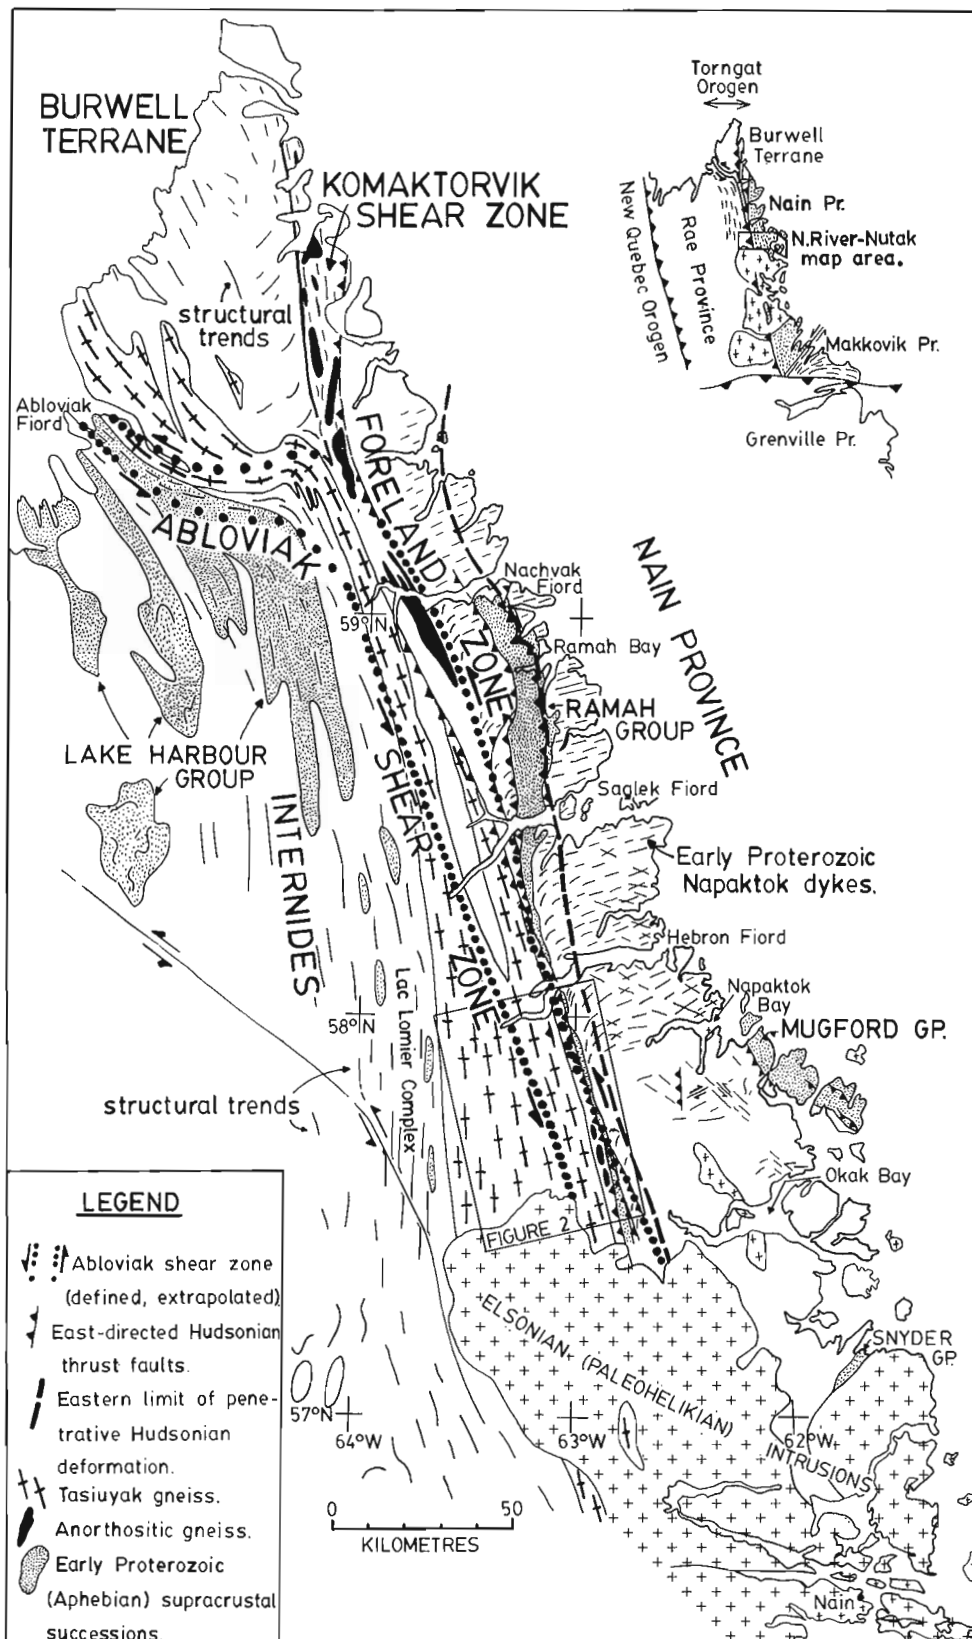 BURWELL
TERRANE
KOMAKTORVIK
SHEAR ZONE
structural
trends
Abloviak
Fiord
ABLOVIAK
SHEAR
ZONE
FORELAND
ZONE
NAIN PROVINCE
Nachvak
Fiord
59° N
Ramah Bay
RAMAH
GROUP
LAKE HARBOUR
GROUP
INTERNIDES
Saglek Fiord
Early Proterozoic
Napaktok dykes.
Hebron Fiord
Napaktok
Bay
MUGFORD GP.
58° N
Lac Lomier Complex
structural trends
Okak Bay
FIGURE 2
ELSONIAN (PALEOHELIKIAN)
INTRUSIONS
SNYDER
GP.
57°N
64°W
63°W
62°W
0 50
KILOMETRES
Nain
Torngat
Orogen
Burwell
Terrane
Nain Pr.
N.River-Nutak
map area.
New Quebec Orogen
Rae Province
Makkovik Pr.
Grenville Pr.
LEGEND
Abloviak shear zone
(defined, extrapolated)
East-directed Hudsonian
thrust faults.
Eastern limit of pene-
trative Hudsonian
deformation.
Tasiuyak gneiss.
Anorthositic gneiss.
Early Proterozoic
(Aphebian) supracrustal
successions.